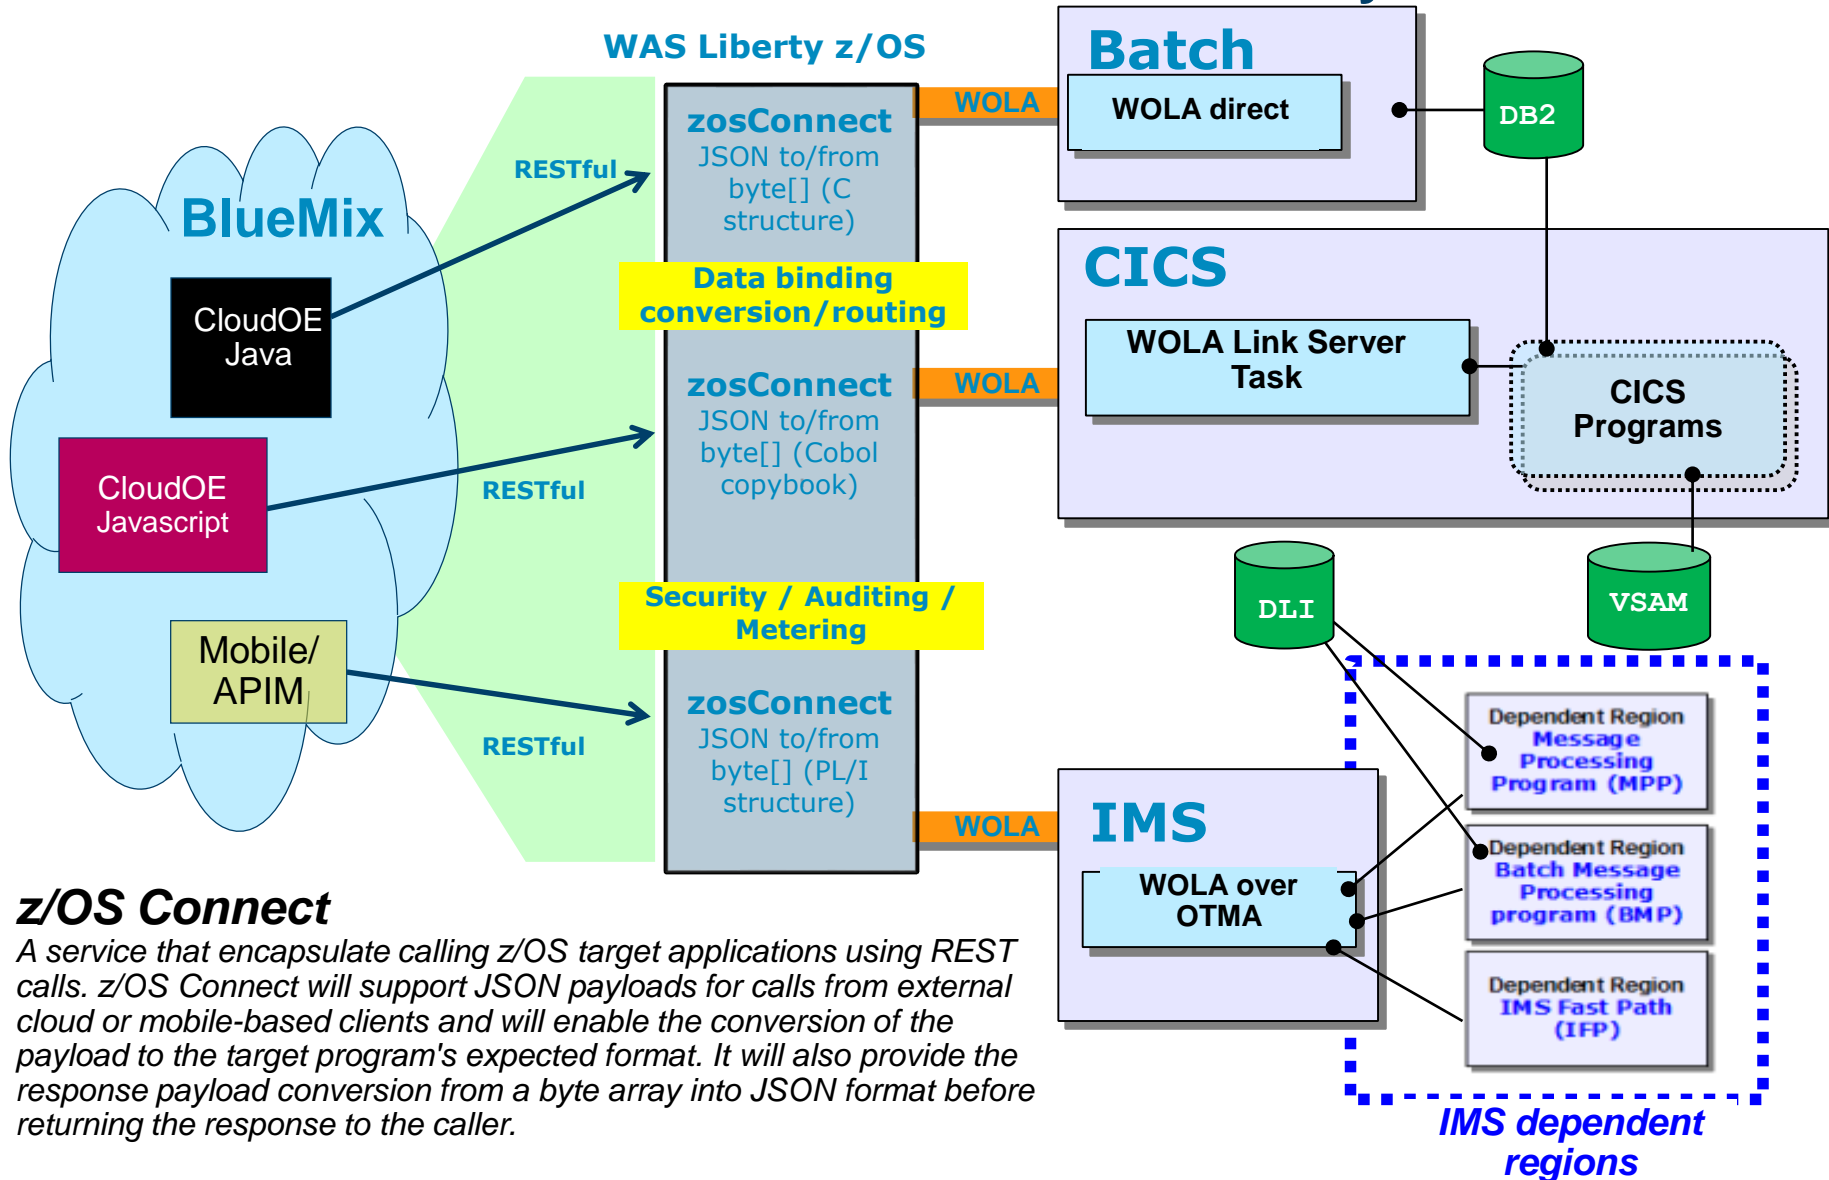 WAS Liberty z/OS
BlueMix
CloudOE
Java
CloudOE
Javascript
Mobile/
APIM
RESTful
RESTful
RESTful
zosConnect
JSON to/from
byte[] (C
structure)
Data binding
conversion/routing
zosConnect
JSON to/from
byte[] (Cobol
copybook)
Security / Auditing /
Metering
zosConnect
JSON to/from
byte[] (PL/I
structure)
WOLA
WOLA
WOLA
Batch
WOLA direct
DB2
CICS
WOLA Link Server
Task
CICS
Programs
DLI
VSAM
IMS
WOLA over
OTMA
Dependent Region
Message
Processing
Program (MPP)
Dependent Region
Batch Message
Processing
program (BMP)
Dependent Region
IMS Fast Path
(IFP)
IMS dependent
regions
z/OS Connect
A service that encapsulate calling z/OS target applications using REST
calls. z/OS Connect will support JSON payloads for calls from external
cloud or mobile-based clients and will enable the conversion of the
payload to the target program's expected format. It will also provide the
response payload conversion from a byte array into JSON format before
returning the response to the caller.